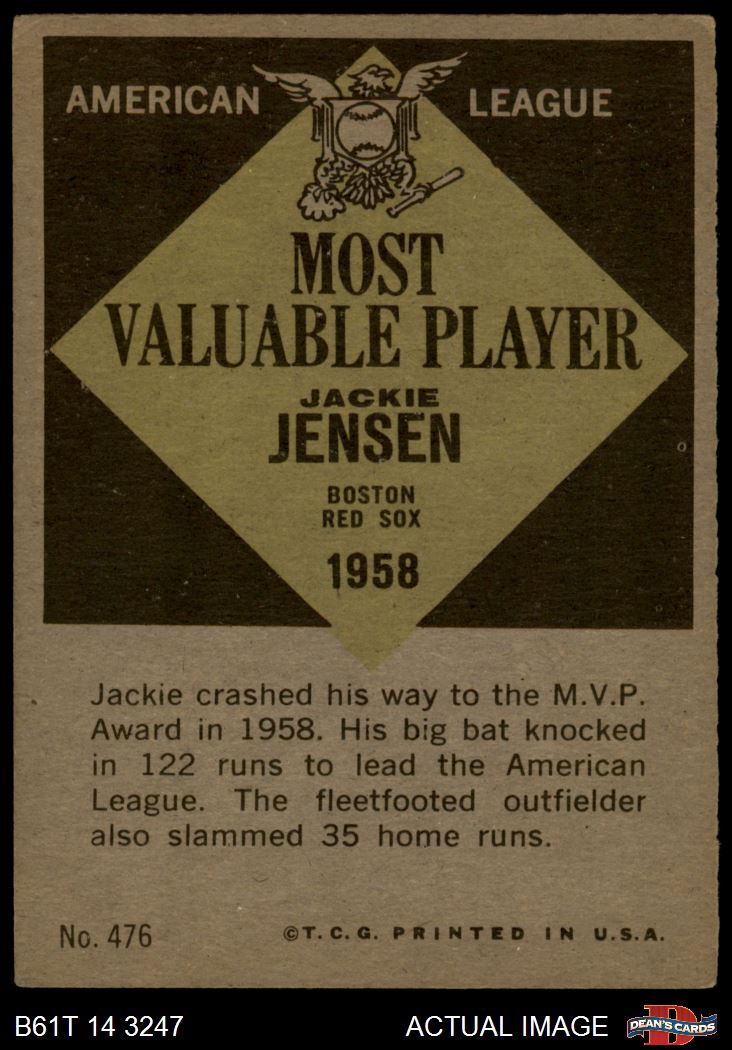 AMERICAN LEAGUE
MOST
VALUABLE PLAYER
JACKIE
JENSEN
BOSTON
RED SOX
1958
Jackie crashed his way to the M.V.P.
Award in 1958. His big bat knocked
in 122 runs to lead the American
League. The fleetfooted outfielder
also slammed 35 home runs.
No. 476 ©T.C.G. PRINTED IN U.S.A.
B61T 14 3247 ACTUAL IMAGE D DEAN'S CARDS